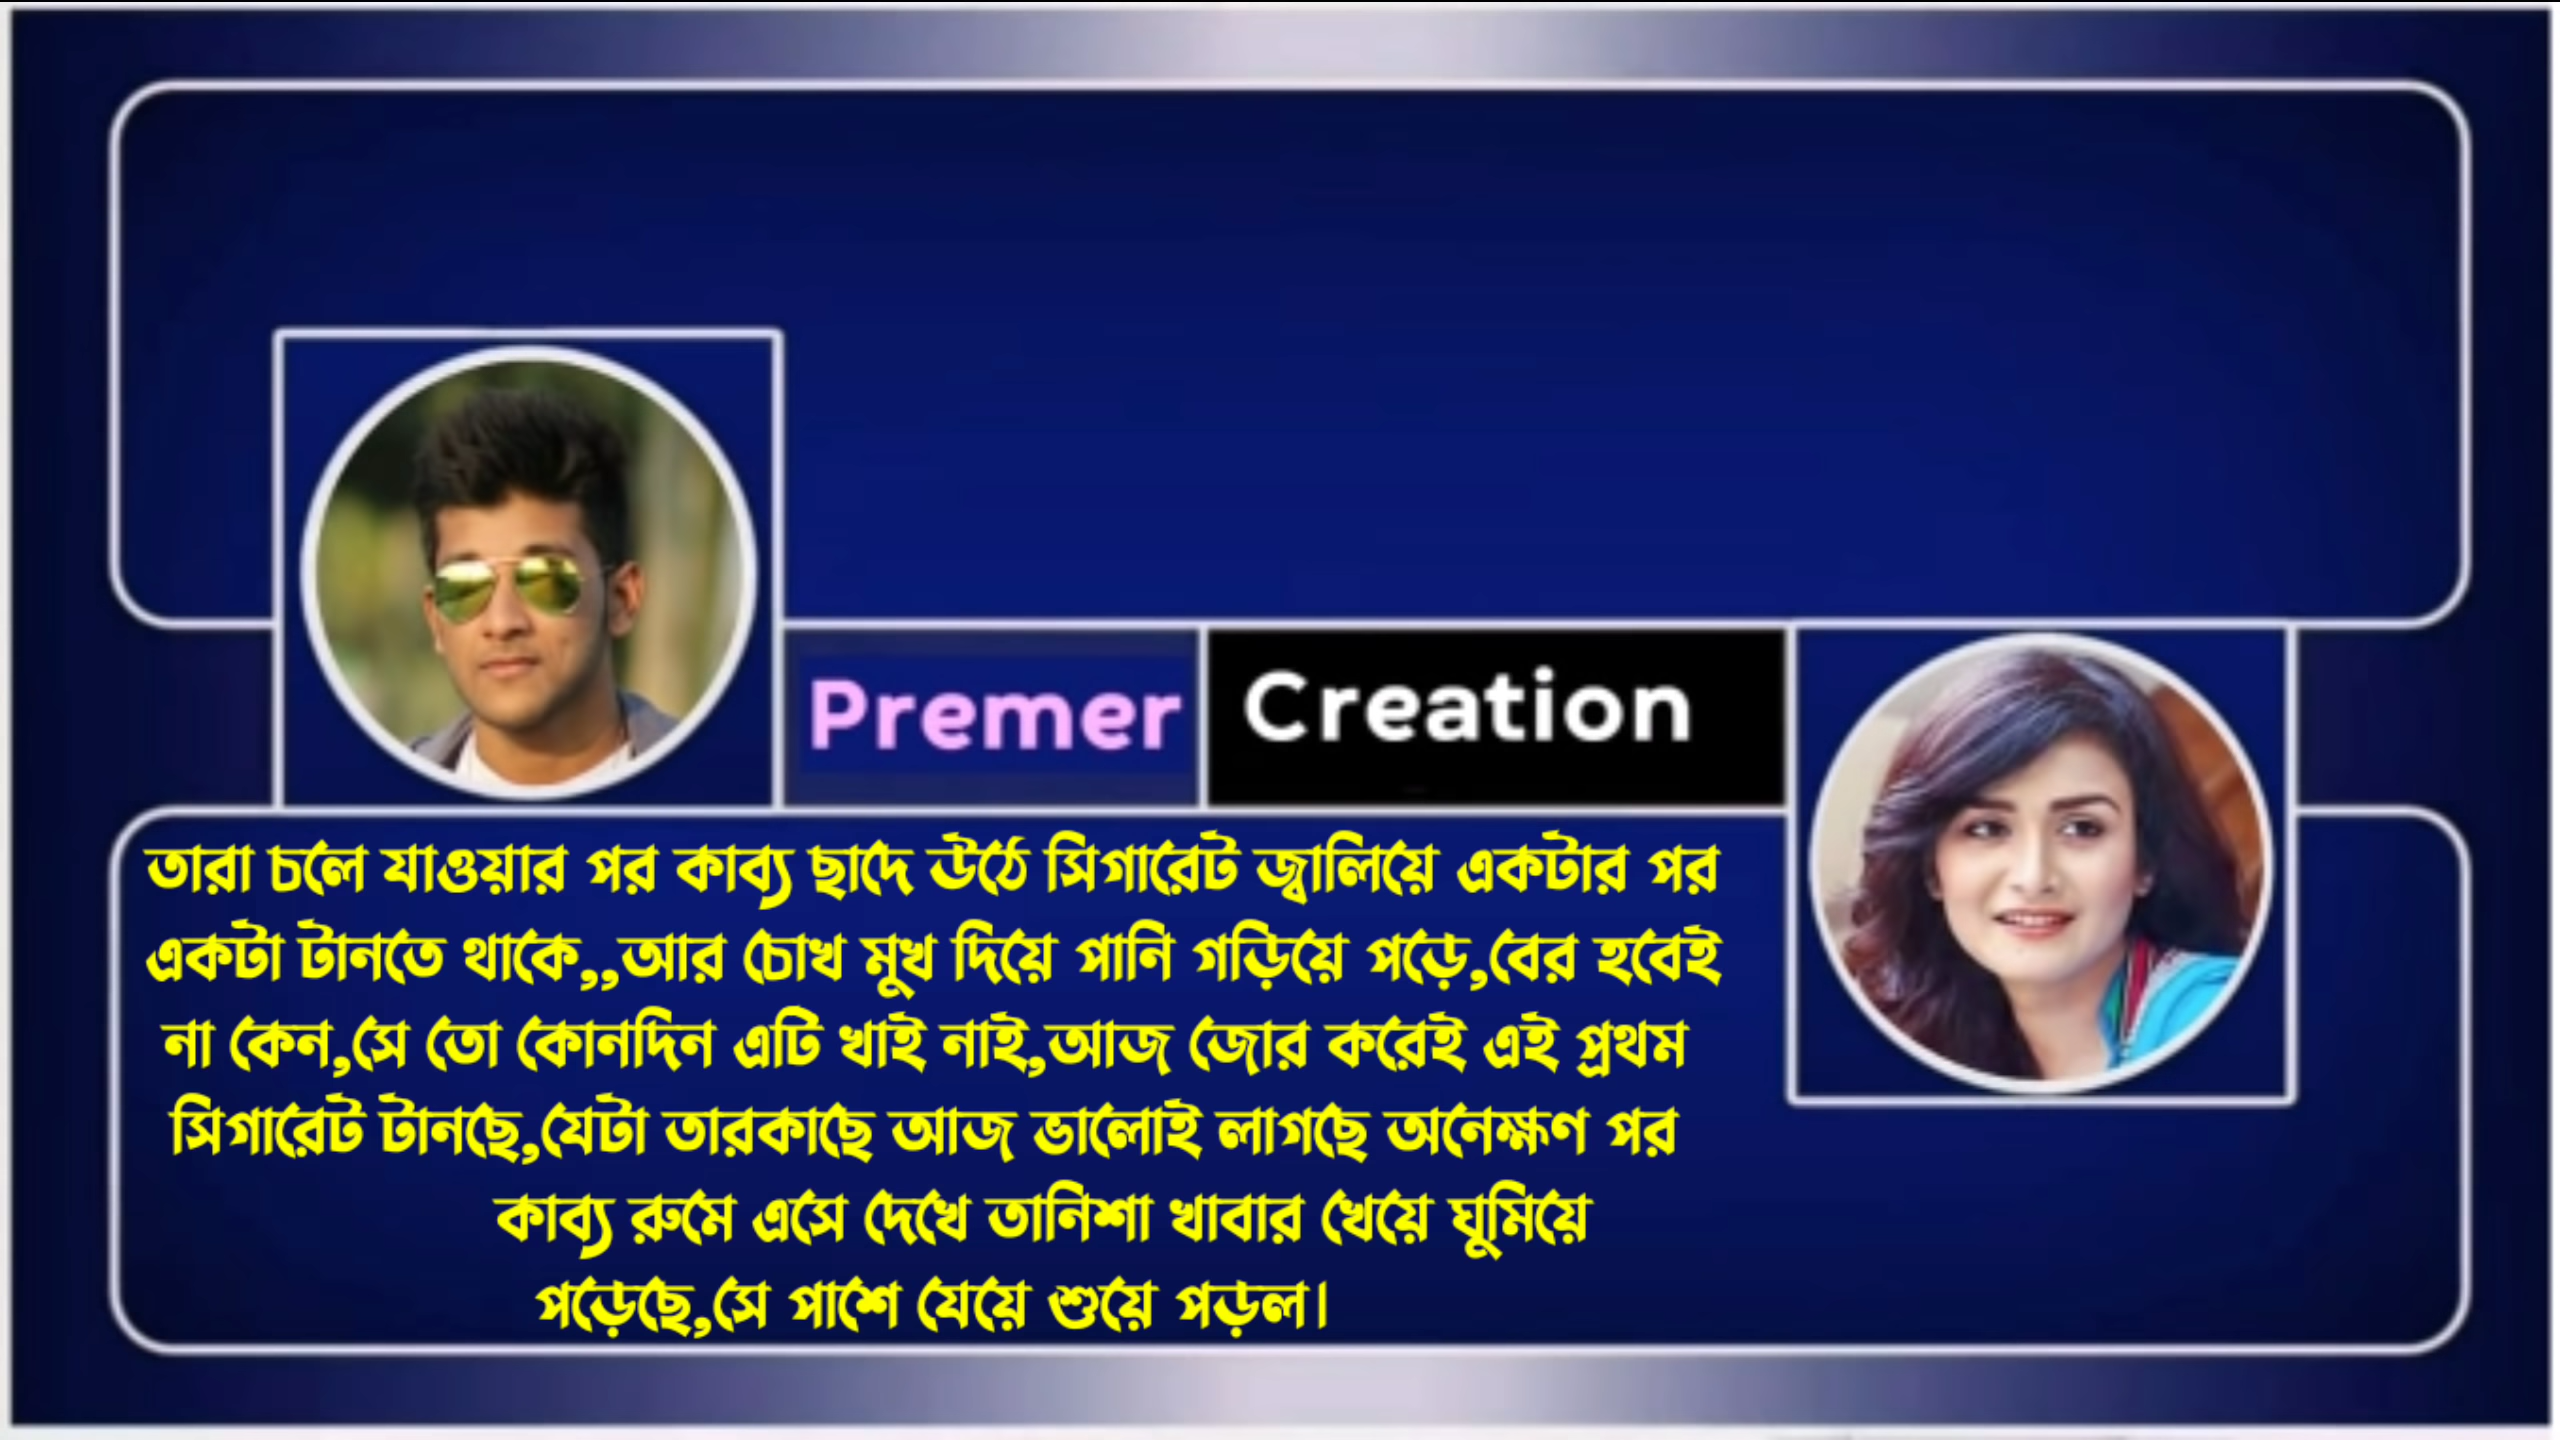 Premer Creation
তারা চলে যাওয়ার পর কাব্য ছাদে উঠে সিগারেট জ্বালিয়ে একটার পর
একটা টানতে থাকে,,আর চোখ মুখ দিয়ে পানি গড়িয়ে পড়ে,বের হবেই
না কেন,সে তো কোনদিন এটি খাই নাই,আজ জোর করেই এই প্রথম
সিগারেট টানছে,যেটা তারকাছে আজ ভালোই লাগছে অনেক্ষণ পর
কাব্য রুমে এসে দেখে তানিশা খাবার খেয়ে ঘুমিয়ে
পড়েছে,সে পাশে যেয়ে শুয়ে পড়ল।